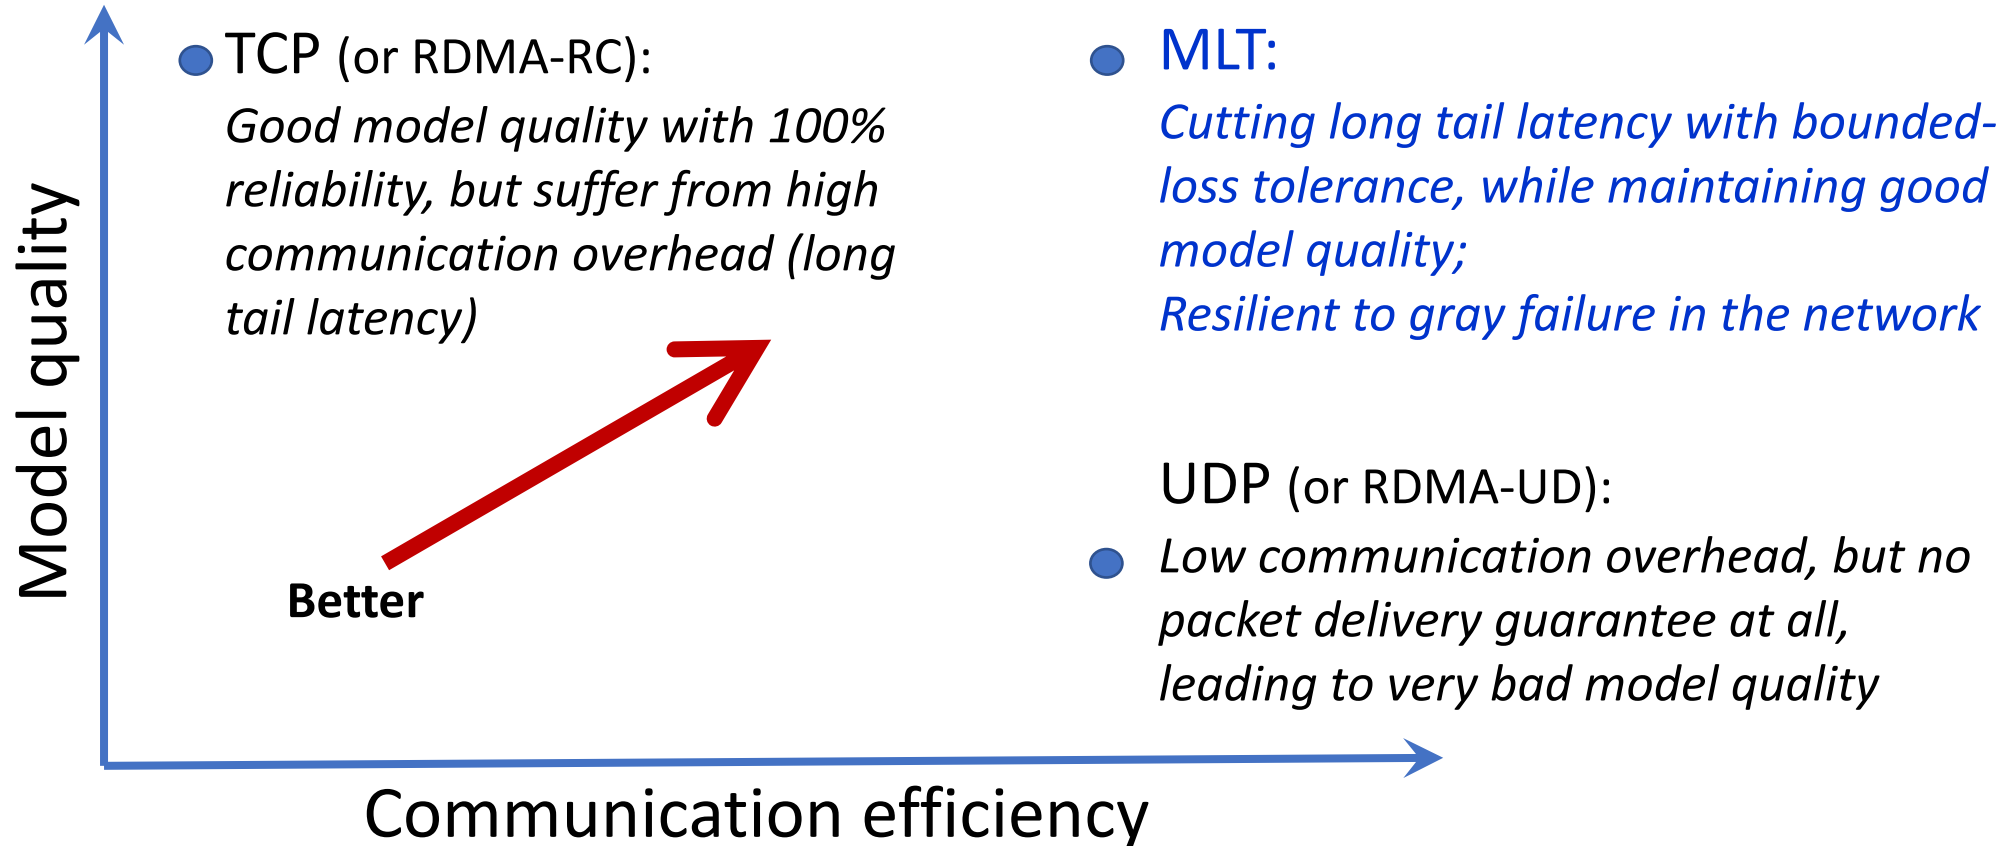 TCP (or RDMA-RC):
Good model quality with 100%
reliability, but suffer from high
communication overhead (long
tail latency)
MLT:
Cutting long tail latency with bounded-
loss tolerance, while maintaining good
model quality;
Resilient to gray failure in the network
UDP (or RDMA-UD):
Low communication overhead, but no
packet delivery guarantee at all,
leading to very bad model quality
Better
Model quality
Communication efficiency